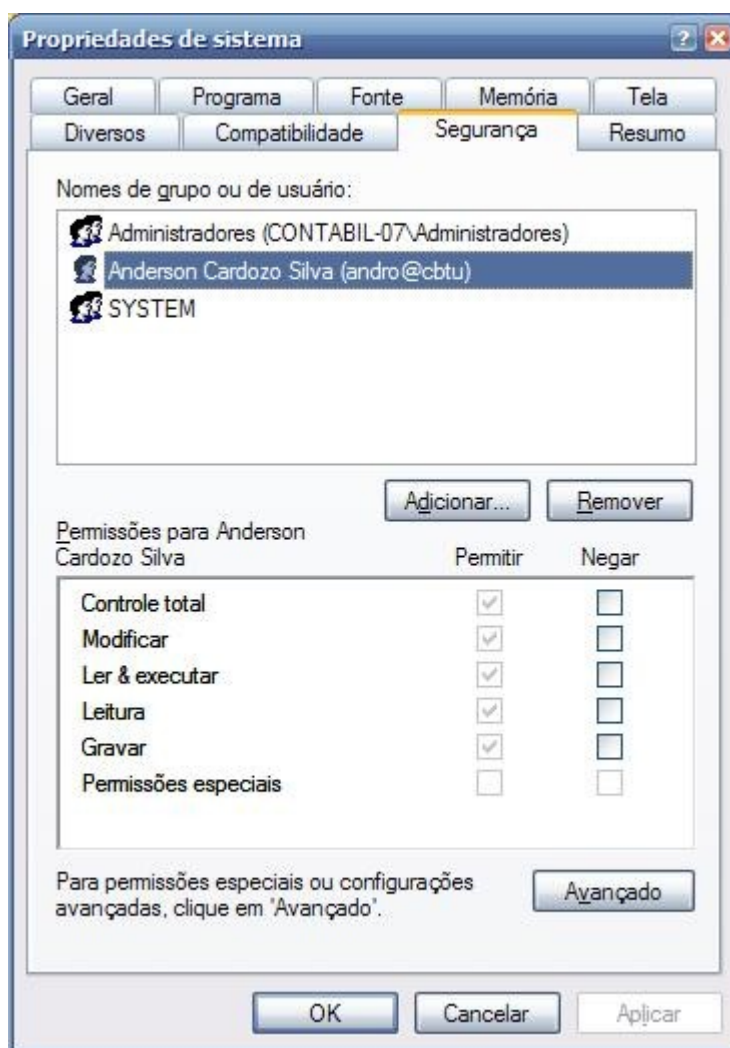 Propriedades de sistema
Geral Programa Fonte Memória Tela
Diversos Compatibilidade Segurança Resumo
Nomes de grupo ou de usuário:
Administradores (CONTABIL-07\Administradores)
Anderson Cardozo Silva (andro@cbtu)
SYSTEM
Adicionar... Remover
Permissões para Anderson
Cardozo Silva Permitir Negar
Controle total
Modificar
Ler & executar
Leitura
Gravar
Permissões especiais
Para permissões especiais ou configurações
avançadas, clique em 'Avançado'.
Avançado
OK Cancelar Aplicar